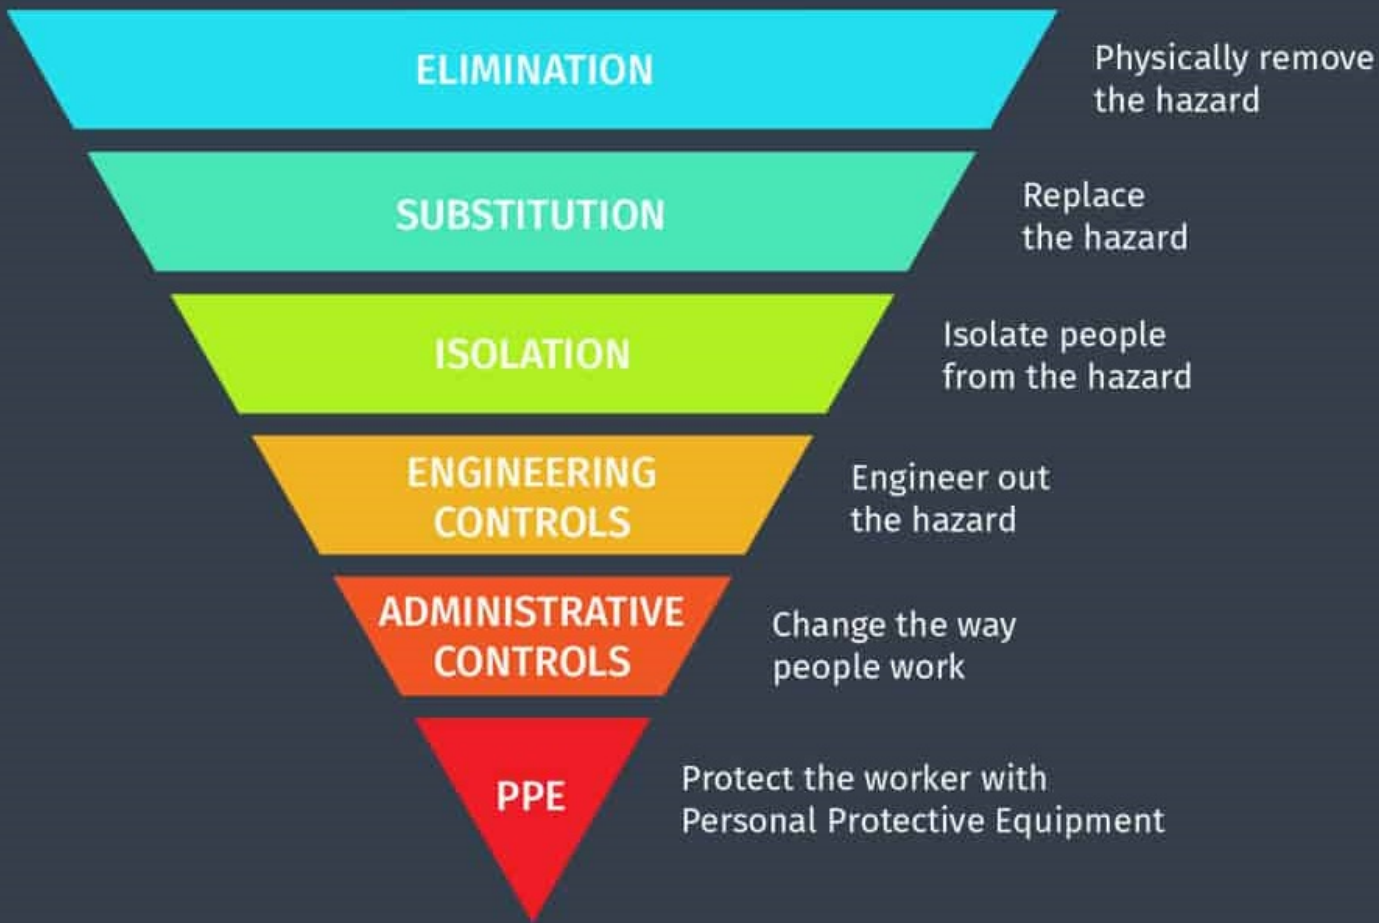 ELIMINATION
Physically remove
the hazard
SUBSTITUTION
Replace
the hazard
ISOLATION
Isolate people
from the hazard
ENGINEERING
CONTROLS
Engineer out
the hazard
ADMINISTRATIVE
CONTROLS
Change the way
people work
PPE
Protect the worker with
Personal Protective Equipment